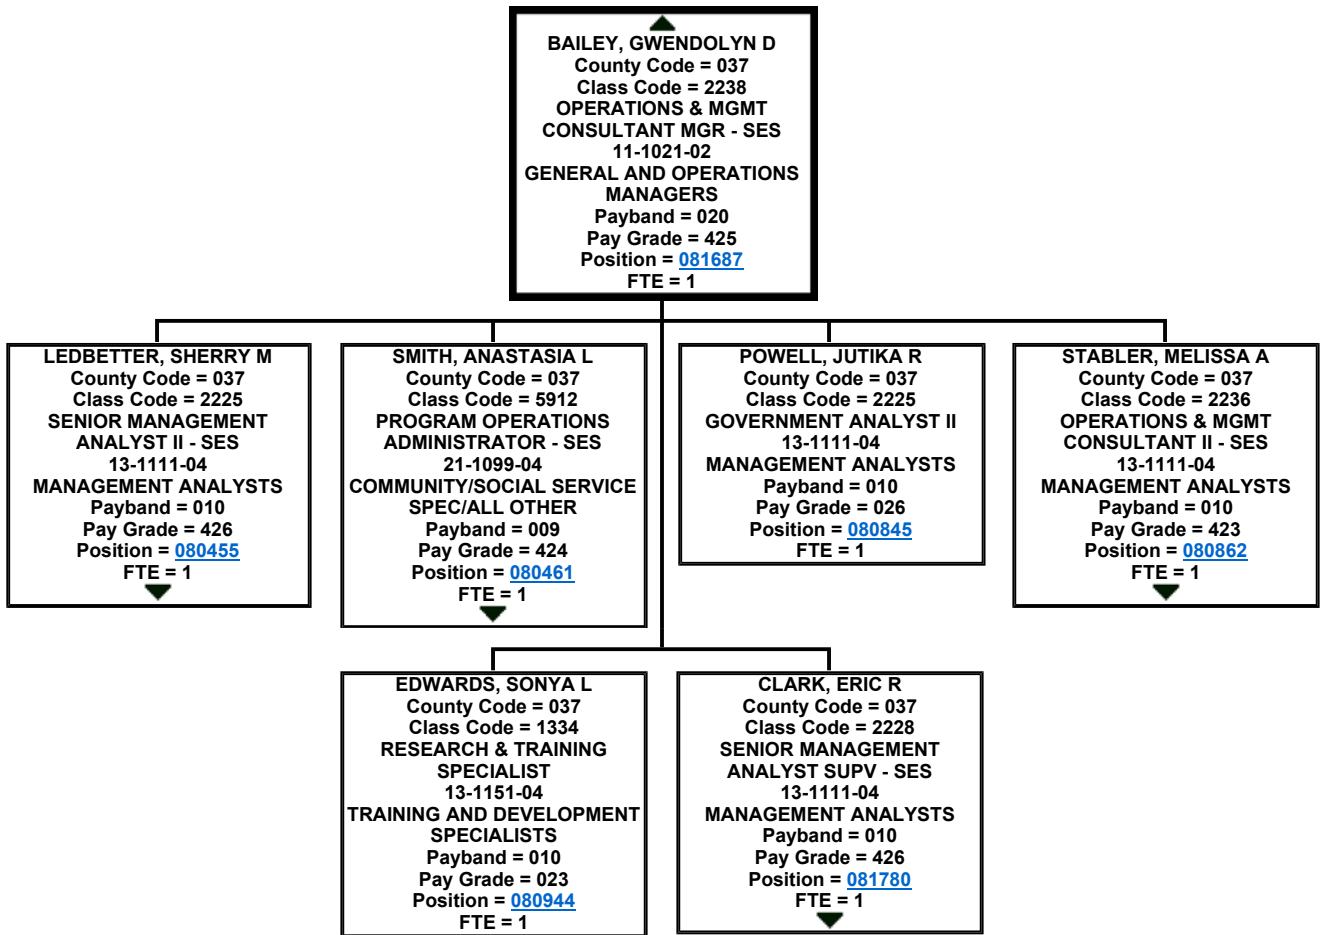 BAILEY, GWENDOLYN D
County Code = 037
Class Code = 2238
OPERATIONS & MGMT
CONSULTANT MGR - SES
11-1021-02
GENERAL AND OPERATIONS
MANAGERS
Payband = 020
Pay Grade = 425
Position = 081687
FTE = 1
LEDBETTER, SHERRY M
County Code = 037
Class Code = 2225
SENIOR MANAGEMENT
ANALYST II - SES
13-1111-04
MANAGEMENT ANALYSTS
Payband = 010
Pay Grade = 426
Position = 080455
FTE = 1
SMITH, ANASTASIA L
County Code = 037
Class Code = 5912
PROGRAM OPERATIONS
ADMINISTRATOR - SES
21-1099-04
COMMUNITY/SOCIAL SERVICE
SPEC/ALL OTHER
Payband = 009
Pay Grade = 424
Position = 080461
FTE = 1
POWELL, JUTIKA R
County Code = 037
Class Code = 2225
GOVERNMENT ANALYST II
13-1111-04
MANAGEMENT ANALYSTS
Payband = 010
Pay Grade = 026
Position = 080845
FTE = 1
STABLER, MELISSA A
County Code = 037
Class Code = 2236
OPERATIONS & MGMT
CONSULTANT II - SES
13-1111-04
MANAGEMENT ANALYSTS
Payband = 010
Pay Grade = 423
Position = 080862
FTE = 1
EDWARDS, SONYA L
County Code = 037
Class Code = 1334
RESEARCH & TRAINING
SPECIALIST
13-1151-04
TRAINING AND DEVELOPMENT
SPECIALISTS
Payband = 010
Pay Grade = 023
Position = 080944
FTE = 1
CLARK, ERIC R
County Code = 037
Class Code = 2228
SENIOR MANAGEMENT
ANALYST SUPV - SES
13-1111-04
MANAGEMENT ANALYSTS
Payband = 010
Pay Grade = 426
Position = 081780
FTE = 1